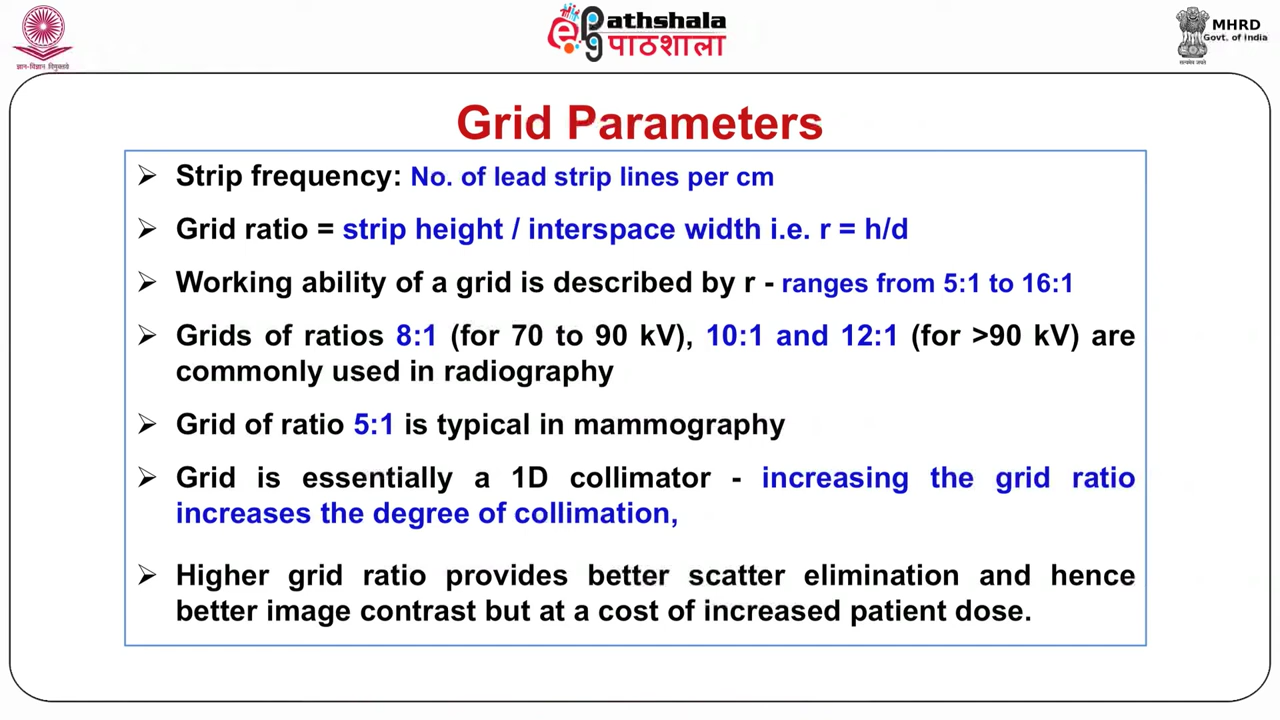 ज्ञान-विज्ञान विमुक्तये
ePathshala
पाठशाला
MHRD
Govt. of India
सत्यमेव जयते
Grid Parameters
➢ Strip frequency: No. of lead strip lines per cm
➢ Grid ratio = strip height / interspace width i.e. r = h/d
➢ Working ability of a grid is described by r - ranges from 5:1 to 16:1
➢ Grids of ratios 8:1 (for 70 to 90 kV), 10:1 and 12:1 (for >90 kV) are
commonly used in radiography
➢ Grid of ratio 5:1 is typical in mammography
➢ Grid is essentially a 1D collimator - increasing the grid ratio
increases the degree of collimation,
➢ Higher grid ratio provides better scatter elimination and hence
better image contrast but at a cost of increased patient dose.